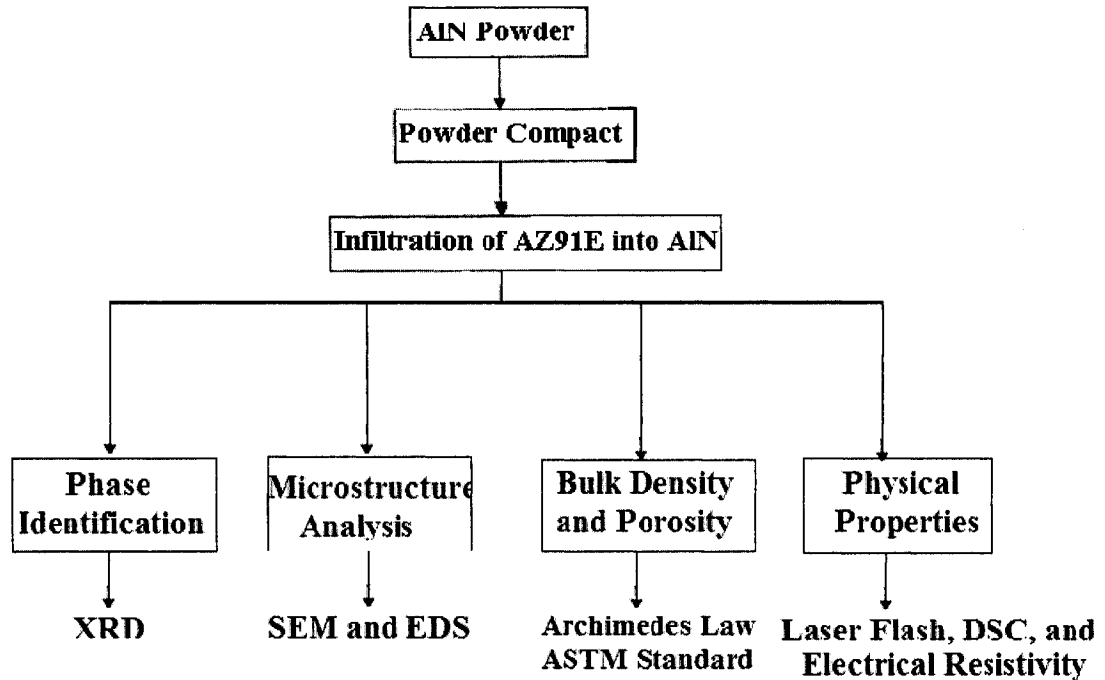 AlN Powder
Powder Compact
Infiltration of AZ91E into AlN
Phase
Identification
Microstructure
Analysis
Bulk Density
and Porosity
Physical
Properties
XRD
SEM and EDS
Archimedes Law
ASTM Standard
Laser Flash, DSC, and
Electrical Resistivity